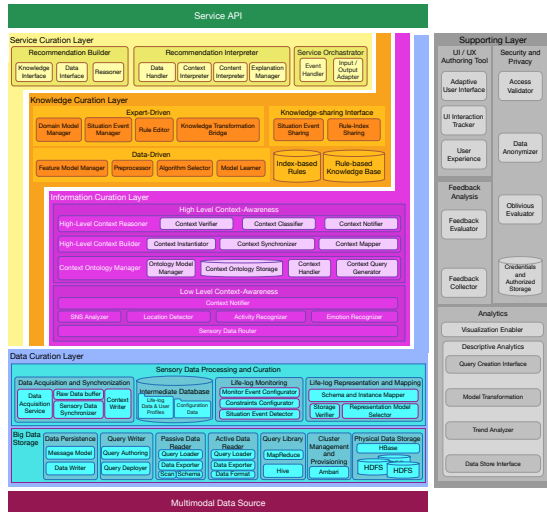 Service API
Service Curation Layer
Recommendation Builder
Knowledge
Interface
Data
Interface
Reasoner
Recommendation Interpreter
Data
Handler
Context
Interpreter
Content
Interpreter
Explanation
Manager
Service Orchestrator
Event
Handler
Input /
Output
Adapter
Knowledge Curation Layer
Expert-Driven
Domain Model
Manager
Situation Event
Manager
Rule Editor
Knowledge Transformation
Bridge
Data-Driven
Feature Model Manager
Preprocessor
Algorithm Selector
Model Learner
Knowledge-sharing Interface
Situation Event
Sharing
Rule-Index
Sharing
Index-based
Rules
Rule-based
Knowledge Base
Information Curation Layer
High Level Context-Awareness
High-Level Context Reasoner
Context Verifier
Context Classifier
Context Notifier
High-Level Context Builder
Context Instantiator
Context Synchronizer
Context Mapper
Context Ontology Manager
Ontology Model
Manager
Context Ontology Storage
Context
Handler
Context Query
Generator
Low Level Context-Awareness
Context Notifier
SNS Analyzer
Location Detector
Activity Recognizer
Emotion Recognizer
Sensory Data Router
Data Curation Layer
Sensory Data Processing and Curation
Data Acquisition and Synchronization
Data
Acquisition
Service
Raw Data buffer
Sensory Data
Synchronizer
Context
Writer
Intermediate Database
Life-log
Data & User
Profiles
Configuration
Data
Life-log Monitoring
Monitor Event Configurator
Constraints Configurator
Situation Event Detector
Life-log Representation and Mapping
Schema and Instance Mapper
Storage
Verifier
Representation Model
Selector
Big Data
Storage
Data Persistence
Message Model
Data Writer
Query Writer
Query Authoring
Query Deployer
Passive Data
Reader
Query Loader
Data Exporter
Scan Schema
Active Data
Reader
Query Loader
Data Exporter
Data Format
Query Library
MapReduce
Hive
Cluster
Management
and
Provisioning
Ambari
Physical Data Storage
HBase
HDFS
HDFS
Multimodal Data Source
Supporting Layer
UI / UX
Authoring Tool
Adaptive
User Interface
UI Interaction
Tracker
User
Experience
Feedback
Analysis
Feedback
Evaluator
Feedback
Collector
Security and
Privacy
Access
Validator
Data
Anonymizer
Oblivious
Evaluator
Credentials
and
Authorized
Storage
Analytics
Visualization Enabler
Descriptive Analytics
Query Creation Interface
Model Transformation
Trend Analyzer
Data Store Interface